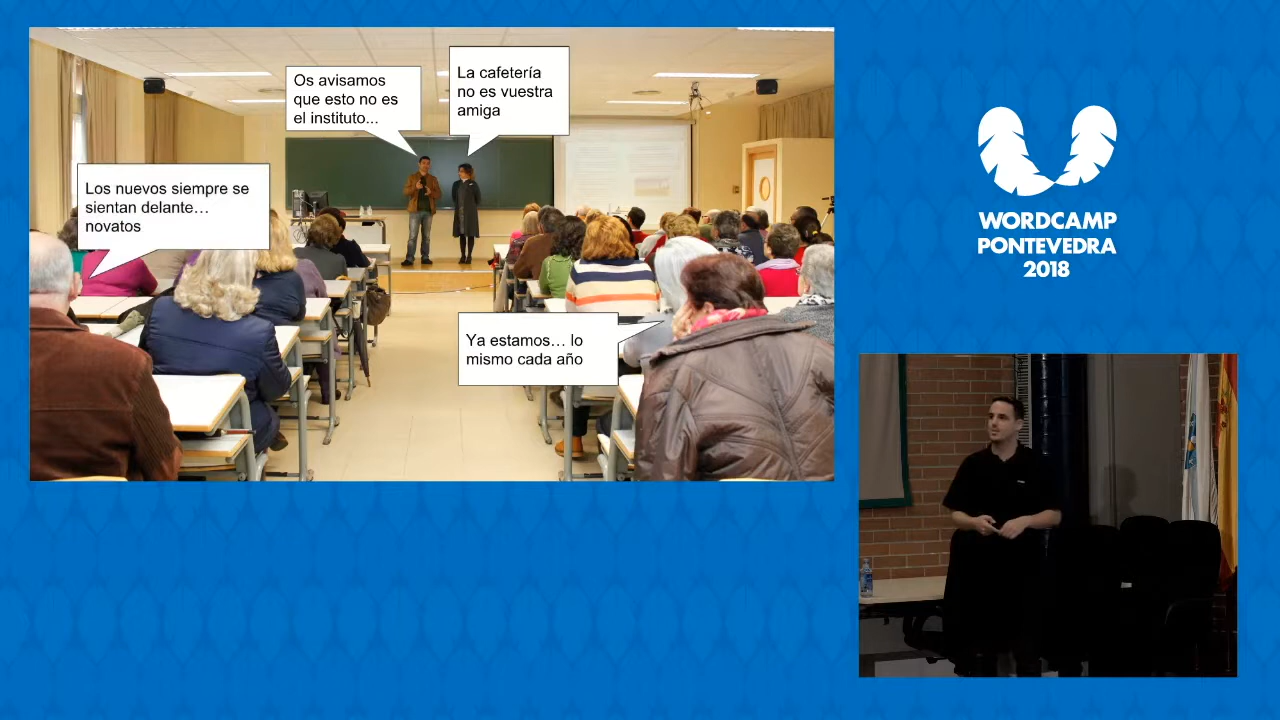 Os avisamos
que esto no es
el instituto...
La cafetería
no es vuestra
amiga
Los nuevos siempre se
sientan delante…
novatos
Ya estamos… lo
mismo cada año
WORDCAMP
PONTEVEDRA
2018